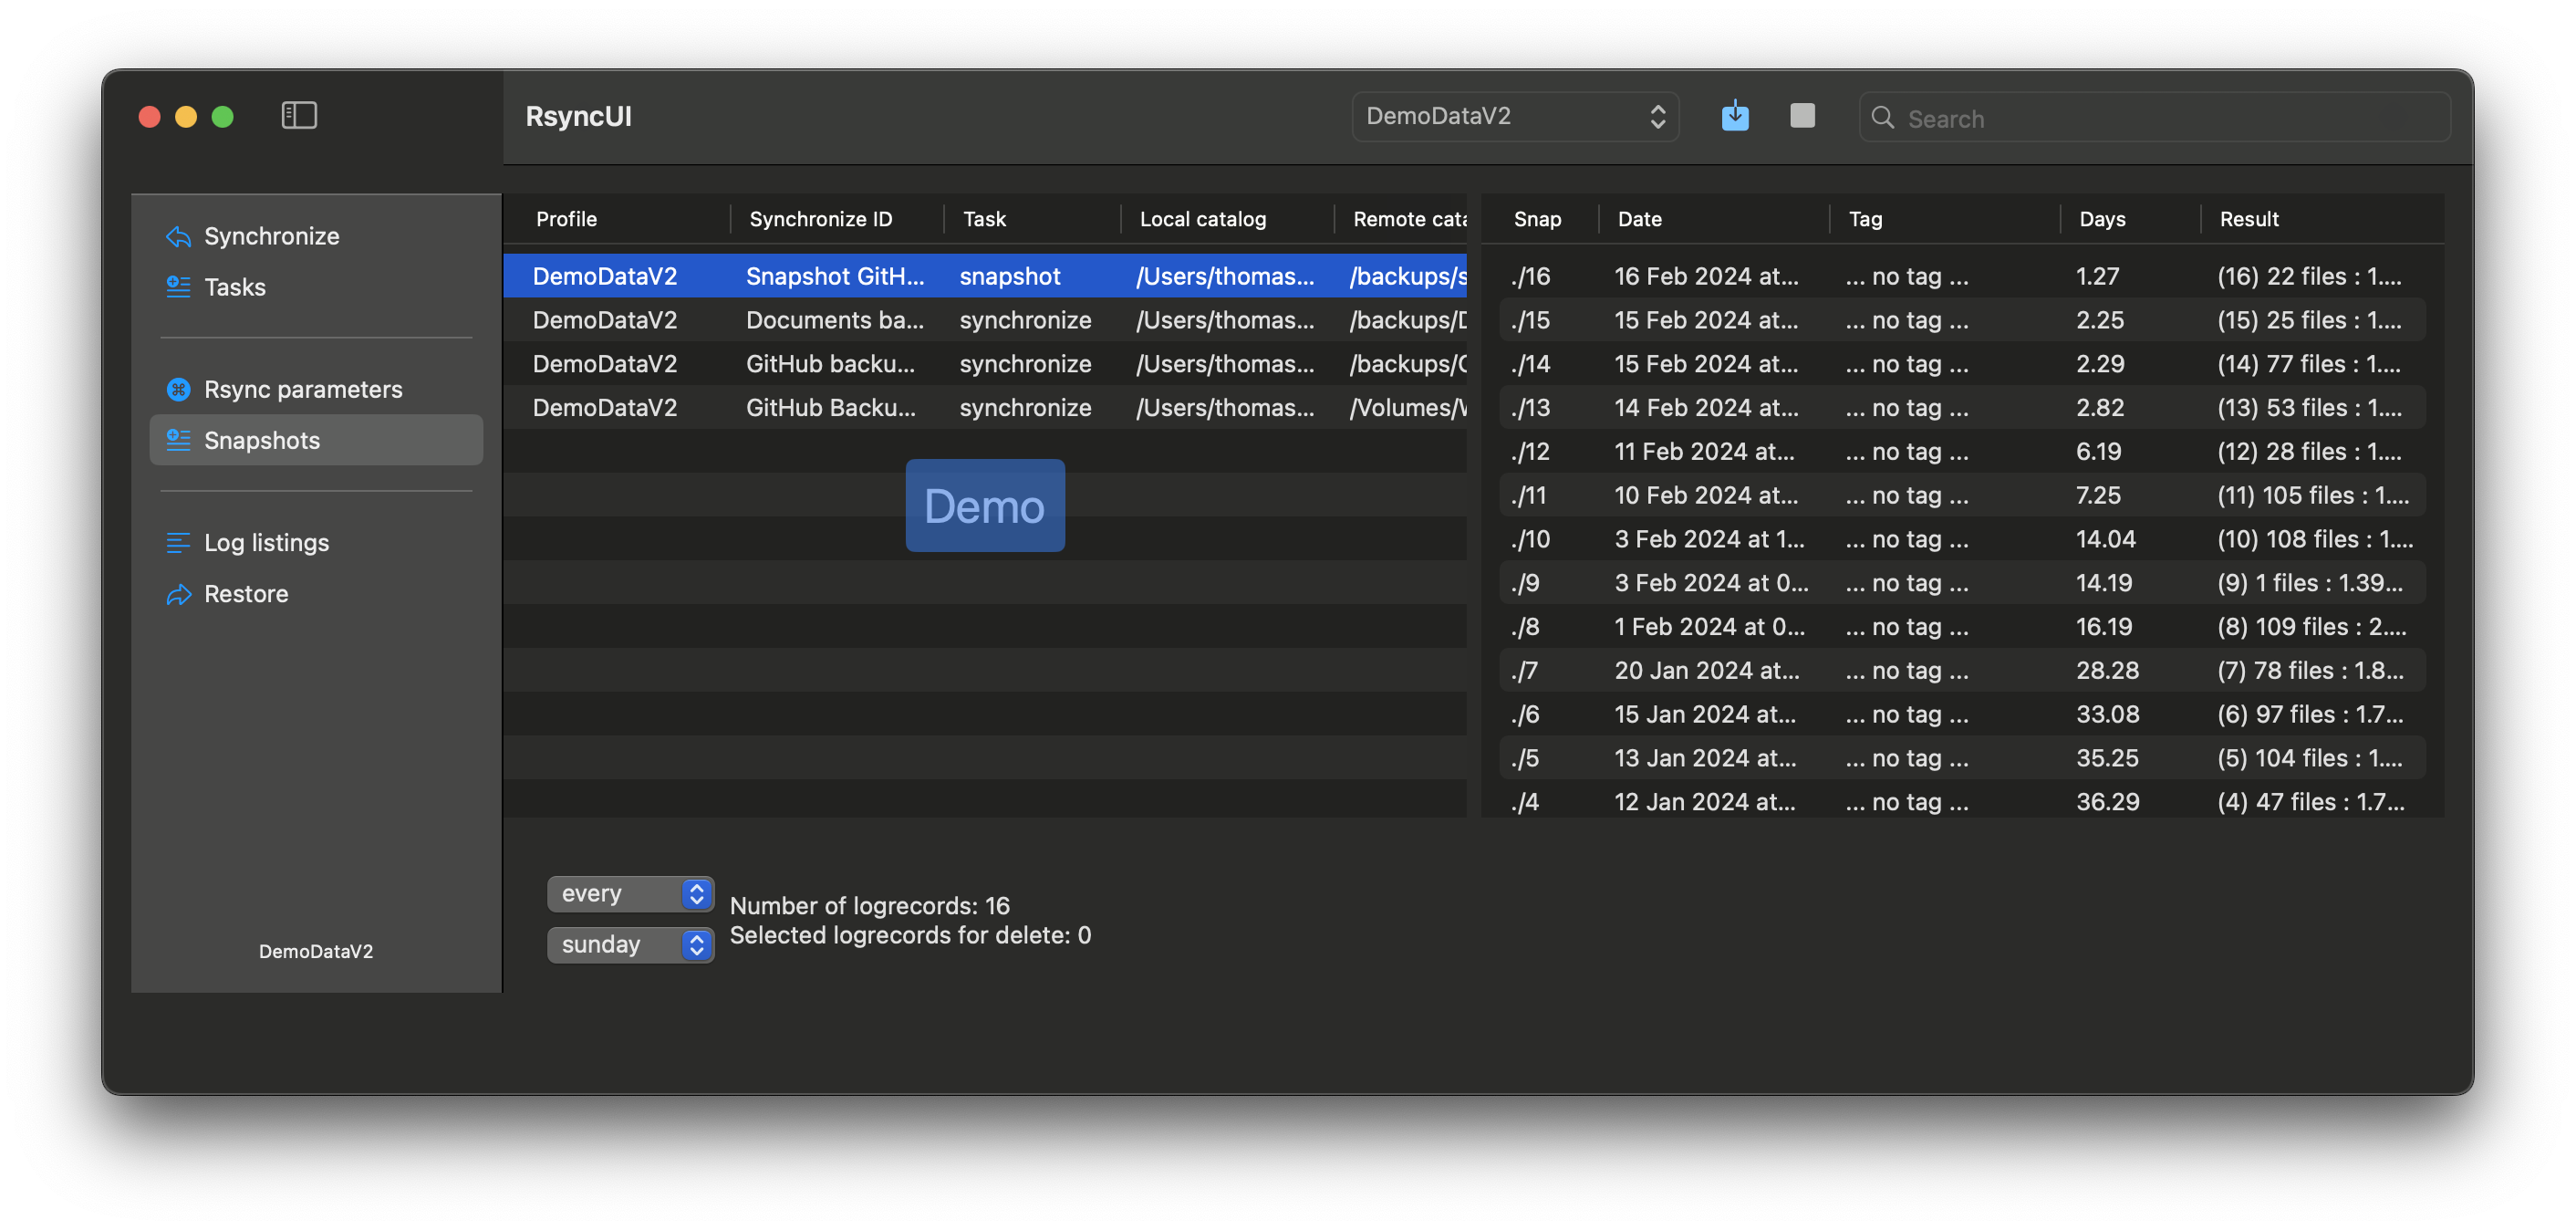 RsyncUI
DemoDataV2
Search
Synchronize
Tasks
Rsync parameters
Snapshots
Log listings
Restore
DemoDataV2
Profile Synchronize ID Task Local catalog Remote cata
DemoDataV2 Snapshot GitH... snapshot /Users/thomas... /backups/s
DemoDataV2 Documents ba... synchronize /Users/thomas... /backups/D
DemoDataV2 GitHub backu... synchronize /Users/thomas... /backups/G
DemoDataV2 GitHub Backu... synchronize /Users/thomas... /Volumes/W
Demo
Snap Date Tag Days Result
./16 16 Feb 2024 at... ... no tag ... 1.27 (16) 22 files : 1....
./15 15 Feb 2024 at... ... no tag ... 2.25 (15) 25 files : 1....
./14 15 Feb 2024 at... ... no tag ... 2.29 (14) 77 files : 1....
./13 14 Feb 2024 at... ... no tag ... 2.82 (13) 53 files : 1....
./12 11 Feb 2024 at... ... no tag ... 6.19 (12) 28 files : 1....
./11 10 Feb 2024 at... ... no tag ... 7.25 (11) 105 files : 1....
./10 3 Feb 2024 at 1... ... no tag ... 14.04 (10) 108 files : 1....
./9 3 Feb 2024 at 0... ... no tag ... 14.19 (9) 1 files : 1.39...
./8 1 Feb 2024 at 0... ... no tag ... 16.19 (8) 109 files : 2....
./7 20 Jan 2024 at... ... no tag ... 28.28 (7) 78 files : 1.8...
./6 15 Jan 2024 at... ... no tag ... 33.08 (6) 97 files : 1.7...
./5 13 Jan 2024 at... ... no tag ... 35.25 (5) 104 files : 1....
./4 12 Jan 2024 at... ... no tag ... 36.29 (4) 47 files : 1.7...
every
sunday
Number of logrecords: 16
Selected logrecords for delete: 0